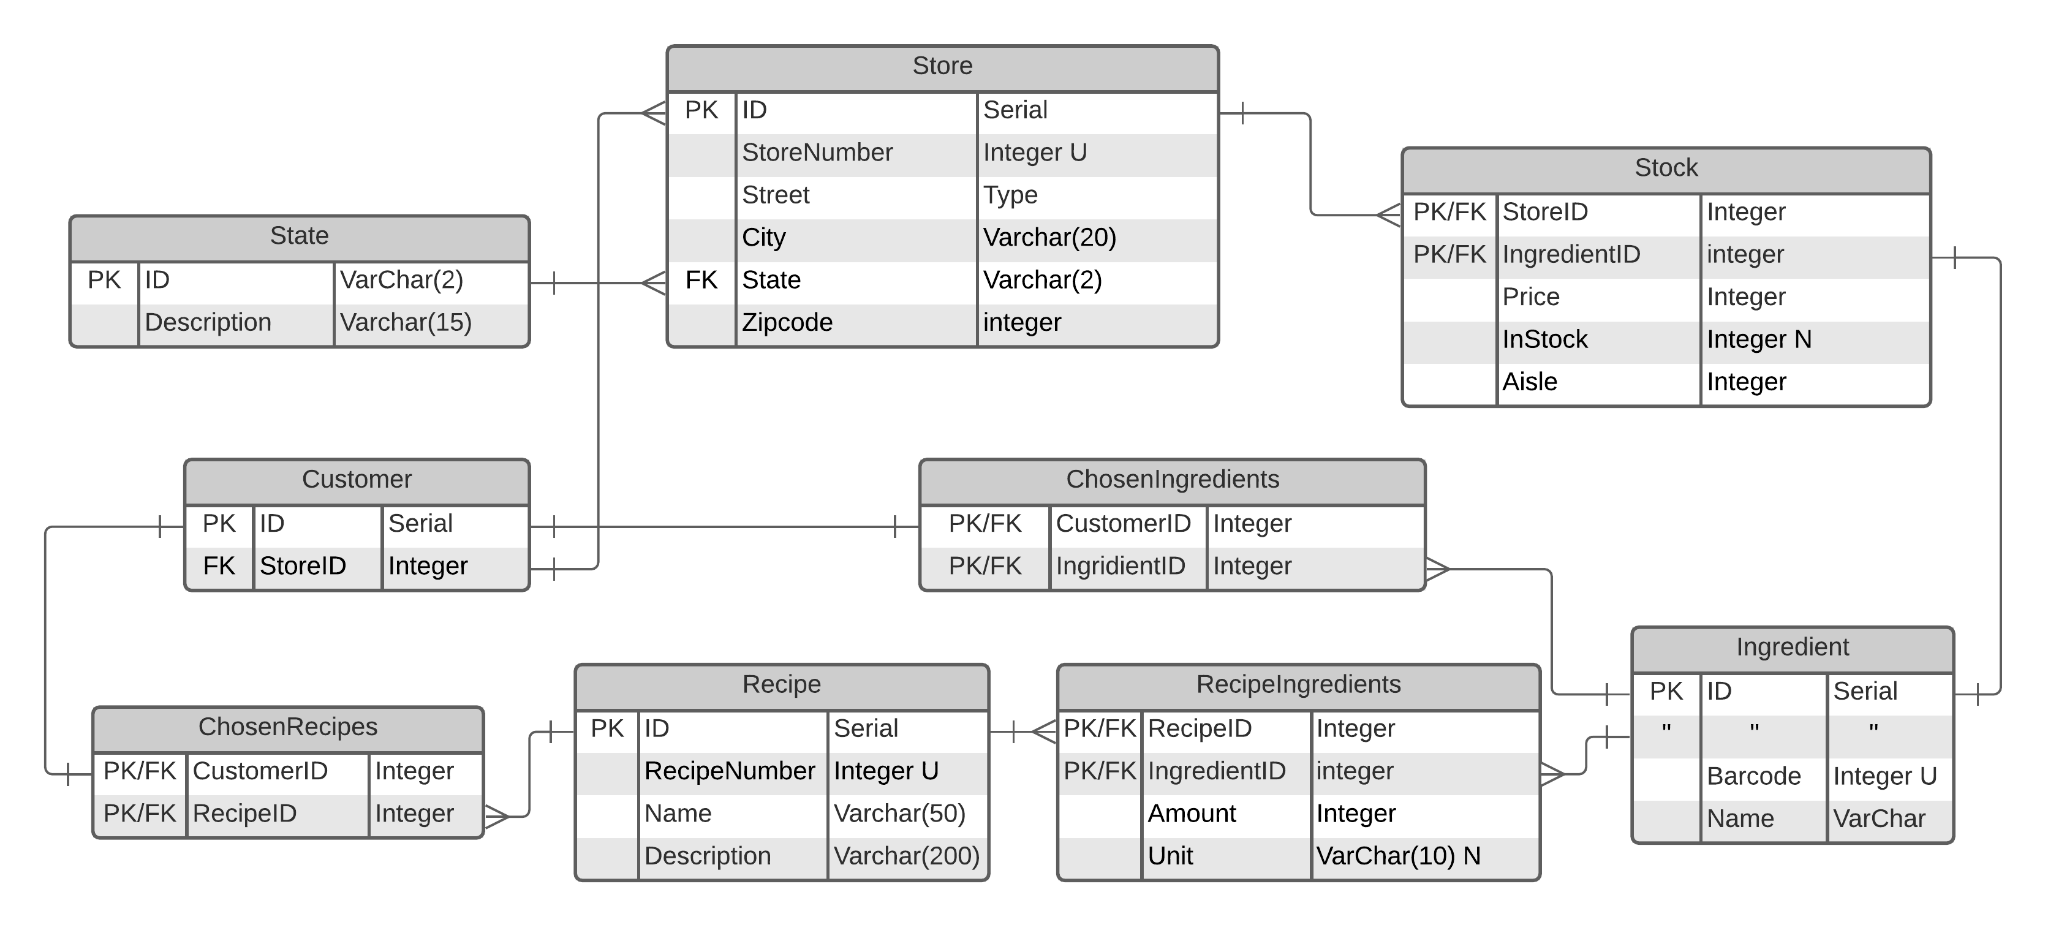 Store
PK ID Serial
StoreNumber Integer U
Street Type
City Varchar(20)
FK State Varchar(2)
Zipcode integer
Stock
PK/FK StoreID Integer
PK/FK IngredientID integer
Price Integer
InStock Integer N
Aisle Integer
State
PK ID VarChar(2)
Description Varchar(15)
Customer
PK ID Serial
FK StoreID Integer
ChosenIngredients
PK/FK CustomerID Integer
PK/FK IngridientID Integer
Ingredient
PK ID Serial
" " "
Barcode Integer U
Name VarChar
Recipe
PK ID Serial
RecipeNumber Integer U
Name Varchar(50)
Description Varchar(200)
RecipeIngredients
PK/FK RecipeID Integer
PK/FK IngredientID integer
Amount Integer
Unit VarChar(10) N
ChosenRecipes
PK/FK CustomerID Integer
PK/FK RecipeID Integer